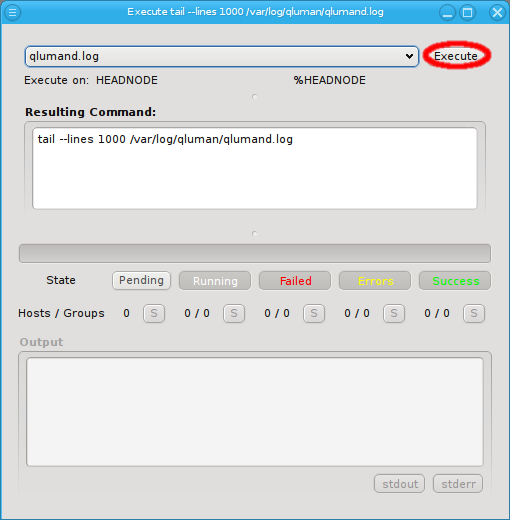 Execute tail --lines 1000 /var/log/qluman/qlumand.log
qlumand.log Execute
Execute on: HEADNODE %HEADNODE
Resulting Command:
tail --lines 1000 /var/log/qluman/qlumand.log
State Pending Running Failed Errors Success
Hosts / Groups 0 S 0 / 0 S 0 / 0 S 0 / 0 S 0 / 0 S
Output
stdout stderr